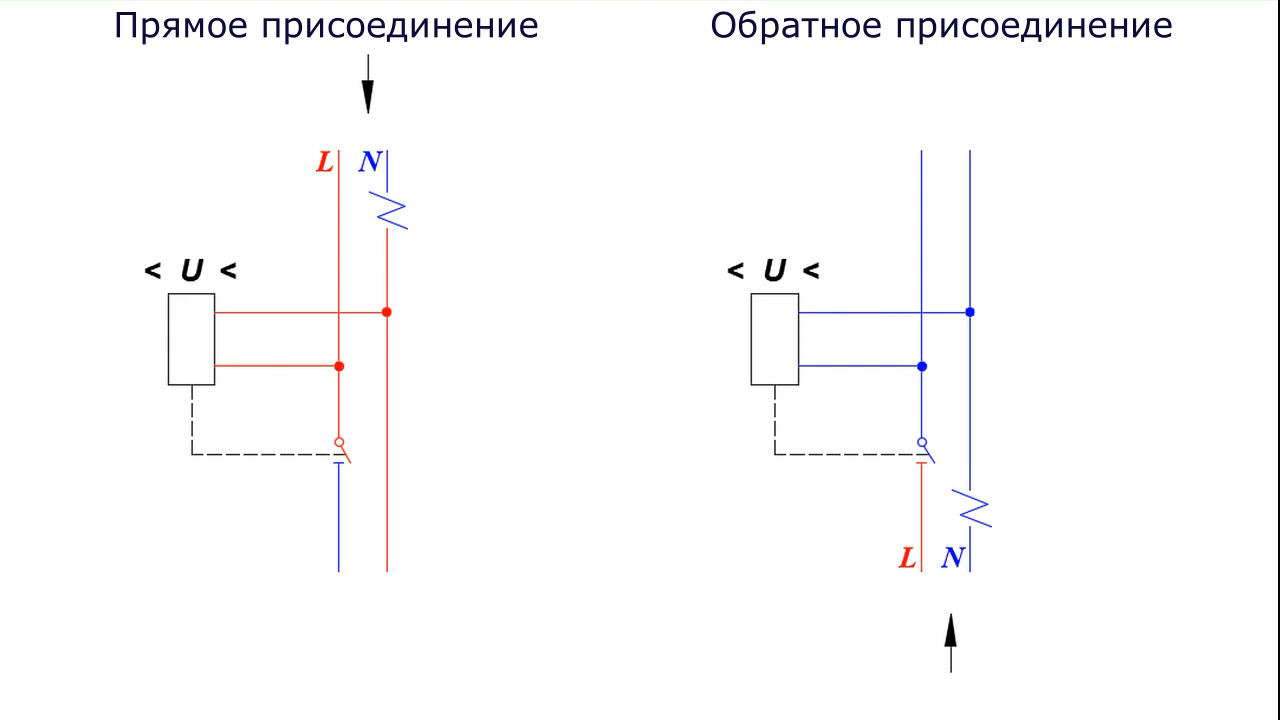 Прямое присоединение
Обратное присоединение
L N
< U <
< U <
L N